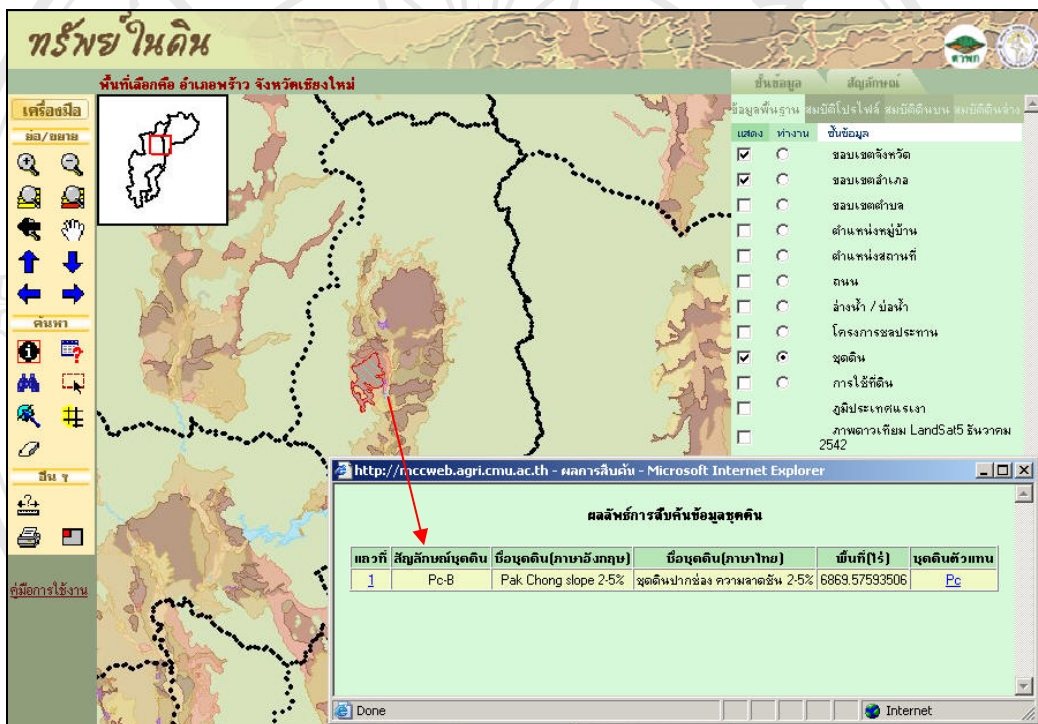 ทรัพย์ในดิน
สวพก
พื้นที่เลือกคือ อำเภอพร้าว จังหวัดเชียงใหม่
ชั้นข้อมูล สัญลักษณ์
เครื่องมือ
ย่อ/ขยาย
ค้นหา
อื่น ๆ
คู่มือการใช้งาน
ข้อมูลพื้นฐาน สมบัติโปรไฟล์ สมบัติดินบน สมบัติดินล่าง
แสดง ทำงาน ชั้นข้อมูล
ขอบเขตจังหวัด
ขอบเขตอำเภอ
ขอบเขตตำบล
ตำแหน่งหมู่บ้าน
ตำแหน่งสถานที่
ถนน
อ่างน้ำ / บ่อน้ำ
โครงการชลประทาน
ชุดดิน
การใช้ที่ดิน
ภูมิประเทศแรเงา
ภาพดาวเทียม LandSat5 ธันวาคม
2542
http://mccweb.agri.cmu.ac.th - ผลการสืบค้น - Microsoft Internet Explorer
ผลลัพธ์การสืบค้นข้อมูลชุดดิน
แถวที่ สัญลักษณ์ชุดดิน ชื่อชุดดิน(ภาษาอังกฤษ) ชื่อชุดดิน(ภาษาไทย) พื้นที่(ไร่) ชุดดินตัวแทน
1 Pc-B Pak Chong slope 2-5% ชุดดินปากช่อง ความลาดชัน 2-5% 6869.57593506 Pc
Done Internet